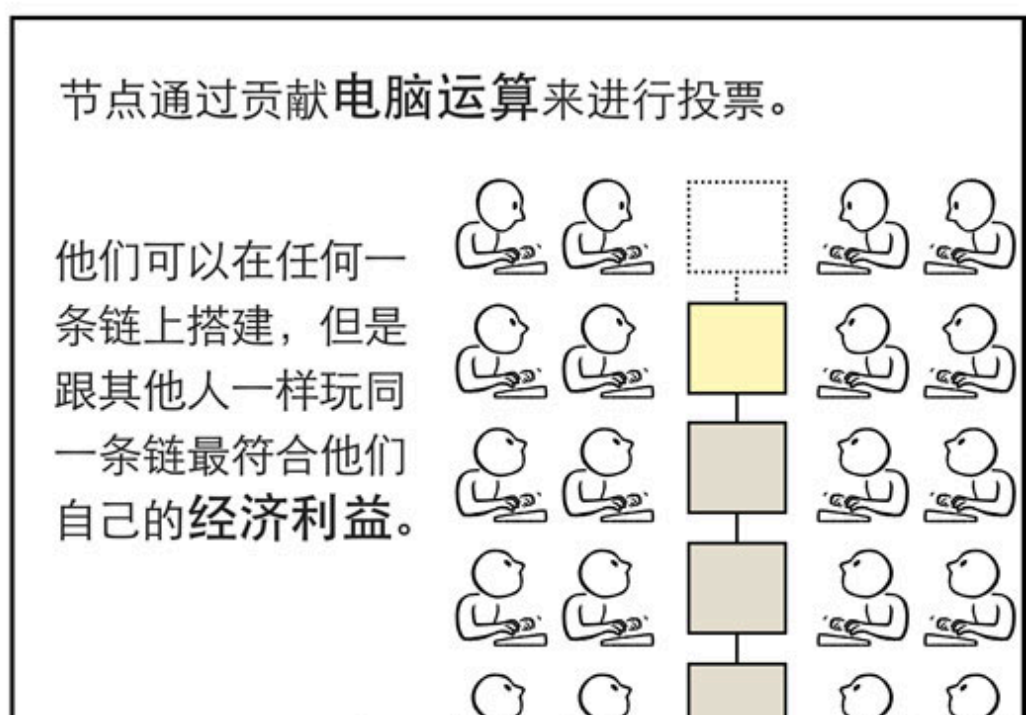 节点通过贡献电脑运算来进行投票。
他们可以在任何一
条链上搭建，但是
跟其他人一样玩同
一条链最符合他们
自己的经济利益。